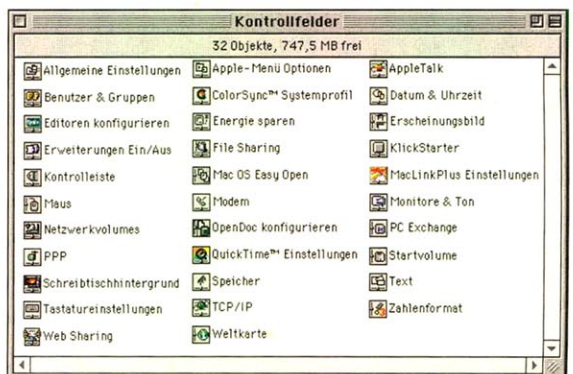 Kontrollfelder
32 Objekte, 747,5 MB frei
Allgemeine Einstellungen Apple-Menü Optionen AppleTalk
Benutzer & Gruppen ColorSync™ Systemprofil Datum & Uhrzeit
Editoren konfigurieren Energie sparen Erscheinungsbild
Erweiterungen Ein/Aus File Sharing KlickStarter
Kontrolleiste Mac OS Easy Open MacLinkPlus Einstellungen
Maus Modem Monitore & Ton
Netzwerkvolumes OpenDoc konfigurieren PC Exchange
PPP QuickTime™ Einstellungen Startvolume
Schreibtischhintergrund Speicher Text
Tastatureinstellungen TCP/IP Zahlenformat
Web Sharing Weltkarte